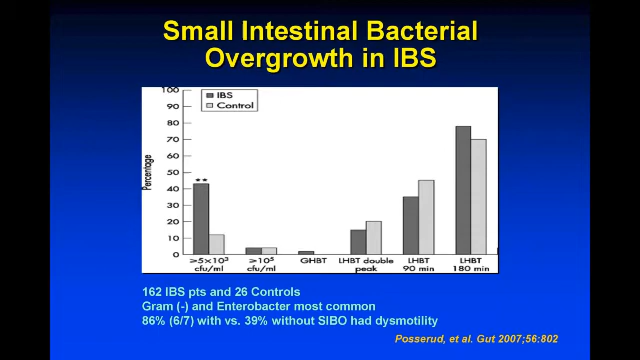 Small Intestinal Bacterial
Overgrowth in IBS
100
90
80
70
60
50
40
30
20
10
0
Percentage
IBS
Control
**
≥5×10³
cfu/ml
≥10⁵
cfu/ml
GHBT
LHBT double
peak
LHBT
90 min
LHBT
180 min
162 IBS pts and 26 Controls
Gram (-) and Enterobacter most common
86% (6/7) with vs. 39% without SIBO had dysmotility
Posserud, et al. Gut 2007;56:802